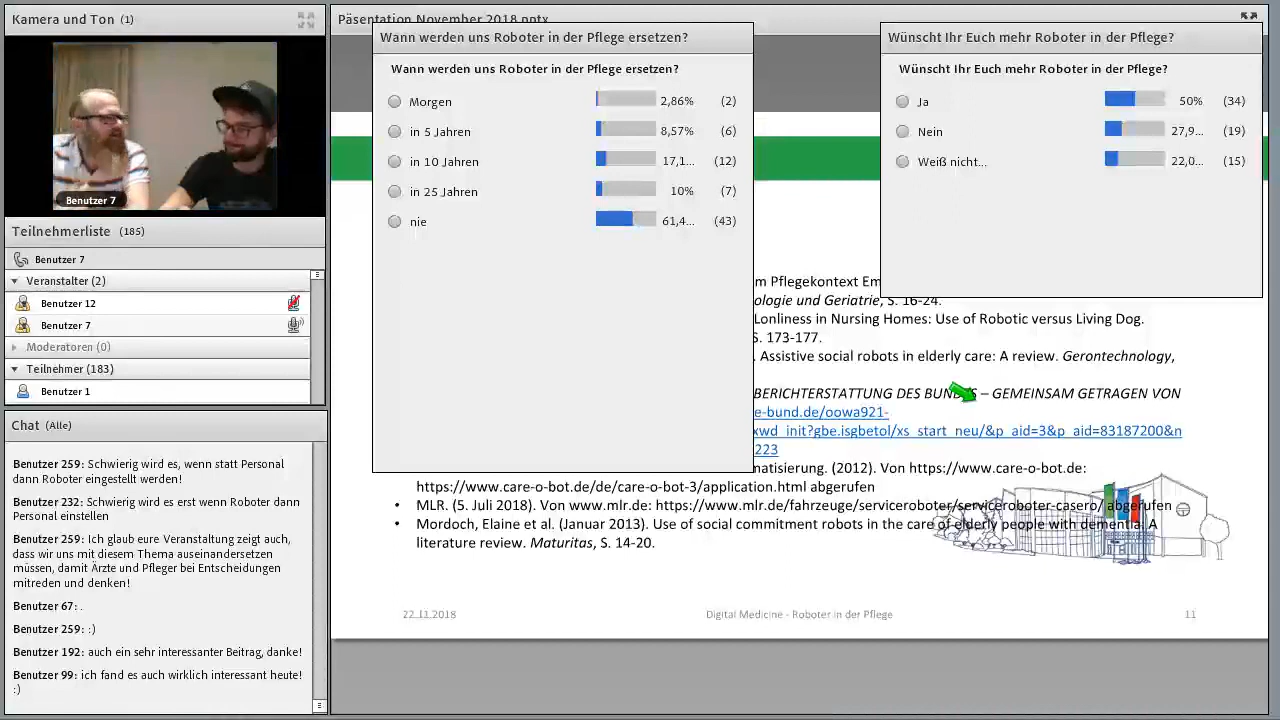 Kamera und Ton (1)
Benutzer 7
Teilnehmerliste (185)
Benutzer 7
Veranstalter (2)
Benutzer 12
Benutzer 7
Moderatoren (0)
Teilnehmer (183)
Benutzer 1
Chat (Alle)
Benutzer 259: Schwierig wird es, wenn statt Personal
dann Roboter eingestellt werden!
Benutzer 232: Schwierig wird es erst wenn Roboter dann
Personal einstellen
Benutzer 259: Ich glaub eure Veranstaltung zeigt auch,
dass wir uns mit diesem Thema auseinandersetzen
müssen, damit Ärzte und Pfleger bei Entscheidungen
mitreden und denken!
Benutzer 67: .
Benutzer 259: :)
Benutzer 192: auch ein sehr interessanter Beitrag, danke!
Benutzer 99: ich fand es auch wirklich interessant heute!
:)
Päsentation November 2018.pptx
Wann werden uns Roboter in der Pflege ersetzen?
Wann werden uns Roboter in der Pflege ersetzen?
Morgen 2,86% (2)
in 5 Jahren 8,57% (6)
in 10 Jahren 17,1... (12)
in 25 Jahren 10% (7)
nie 61,4... (43)
Wünscht Ihr Euch mehr Roboter in der Pflege?
Wünscht Ihr Euch mehr Roboter in der Pflege?
Ja 50% (34)
Nein 27,9... (19)
Weiß nicht... 22,0... (15)
m Pflegekontext Em
ologie und Geriatrie, S. 16-24.
Lonliness in Nursing Homes: Use of Robotic versus Living Dog.
S. 173-177.
. Assistive social robots in elderly care: A review. Gerontechnology,
BERICHTERSTATTUNG DES BUNDES – GEMEINSAM GETRAGEN VON
e-bund.de/oowa921-
xwd_init?gbe.isgbetol/xs_start_neu/&p_aid=3&p_aid=83187200&n
223
matisierung. (2012). Von https://www.care-o-bot.de:
https://www.care-o-bot.de/de/care-o-bot-3/application.html abgerufen
• MLR. (5. Juli 2018). Von www.mlr.de: https://www.mlr.de/fahrzeuge/serviceroboter/serviceroboter-casero/ abgerufen
• Mordoch, Elaine et al. (Januar 2013). Use of social commitment robots in the care of elderly people with dementia: A
literature review. Maturitas, S. 14-20.
22.11.2018
Digital Medicine - Roboter in der Pflege
11